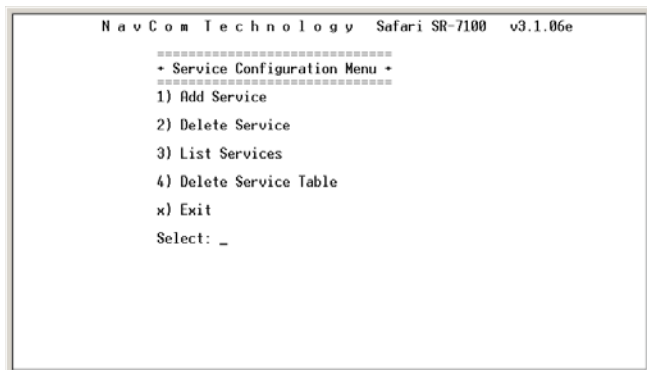 N a v C o m T e c h n o l o g y Safari SR-7100 v3.1.06e
==============================
+ Service Configuration Menu +
==============================
1) Add Service
2) Delete Service
3) List Services
4) Delete Service Table
x) Exit
Select: _